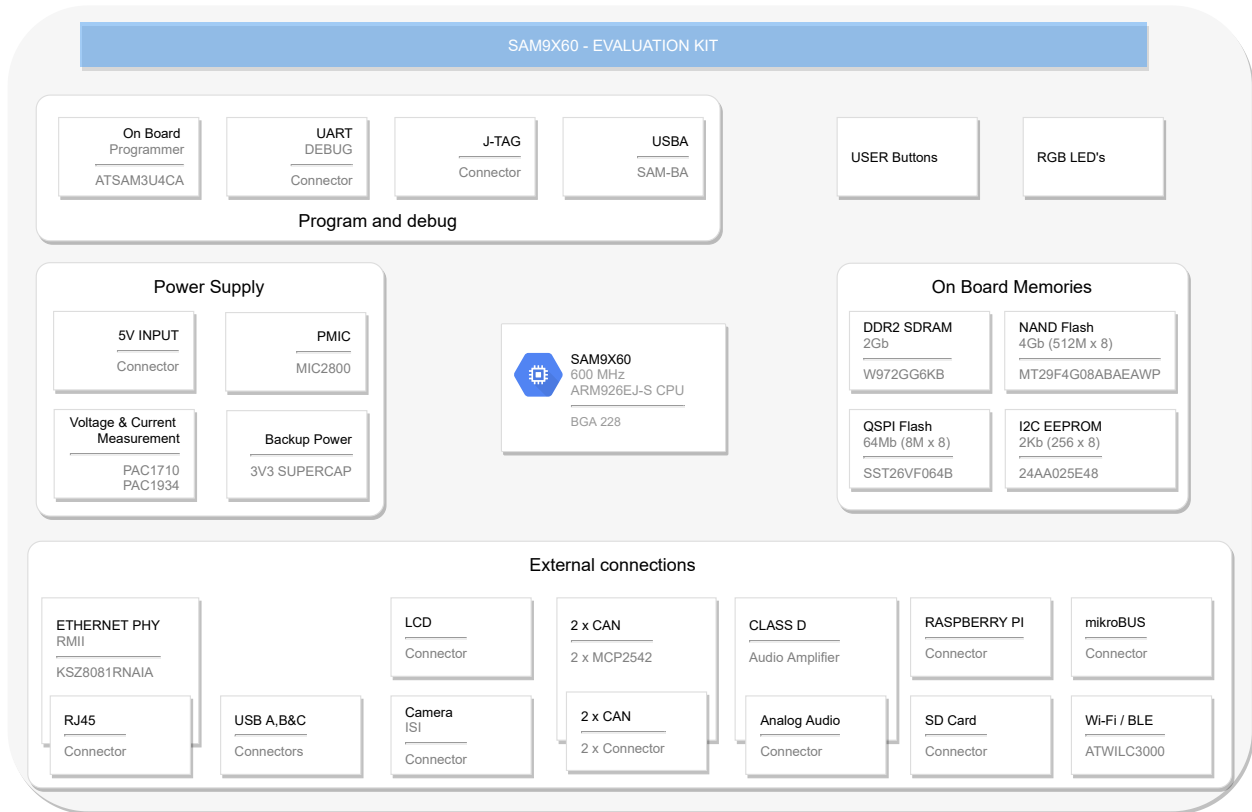 SAM9X60 - EVALUATION KIT
On Board
Programmer
ATSAM3U4CA
UART
DEBUG
Connector
J-TAG
Connector
USBA
SAM-BA
Program and debug
USER Buttons
RGB LED's
Power Supply
5V INPUT
Connector
PMIC
MIC2800
Voltage & Current
Measurement
PAC1710
PAC1934
Backup Power
3V3 SUPERCAP
SAM9X60
600 MHz
ARM926EJ-S CPU
BGA 228
On Board Memories
DDR2 SDRAM
2Gb
W972GG6KB
NAND Flash
4Gb (512M x 8)
MT29F4G08ABAEAWP
QSPI Flash
64Mb (8M x 8)
SST26VF064B
I2C EEPROM
2Kb (256 x 8)
24AA025E48
External connections
ETHERNET PHY
RMII
KSZ8081RNAIA
RJ45
Connector
USB A,B&C
Connectors
LCD
Connector
Camera
ISI
Connector
2 x CAN
2 x MCP2542
2 x CAN
2 x Connector
CLASS D
Audio Amplifier
Analog Audio
Connector
RASPBERRY PI
Connector
SD Card
Connector
mikroBUS
Connector
Wi-Fi / BLE
ATWILC3000